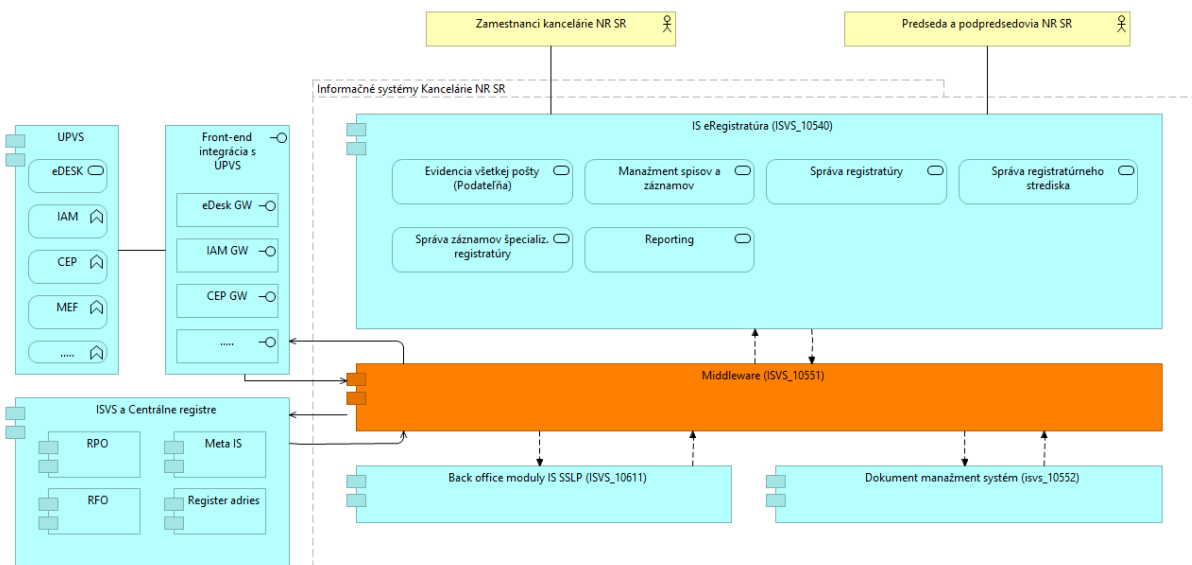 Zamestnanci kancelárie NR SR
Predseda a podpredsedovia NR SR
Informačné systémy Kancelárie NR SR
UPVS
eDESK
IAM
CEP
MEF
.....
Front-end
integrácia s
ÚPVS
eDesk GW
IAM GW
CEP GW
.....
IS eRegistratúra (ISVS_10540)
Evidencia všetkej pošty
(Podateľňa)
Manažment spisov a
záznamov
Správa registratúry
Správa registratúrneho
strediska
Správa záznamov špecializ.
registratúry
Reporting
Middleware (ISVS_10551)
ISVS a Centrálne registre
RPO
Meta IS
RFO
Register adries
Back office moduly IS SSLP (ISVS_10611)
Dokument manažment systém (isvs_10552)